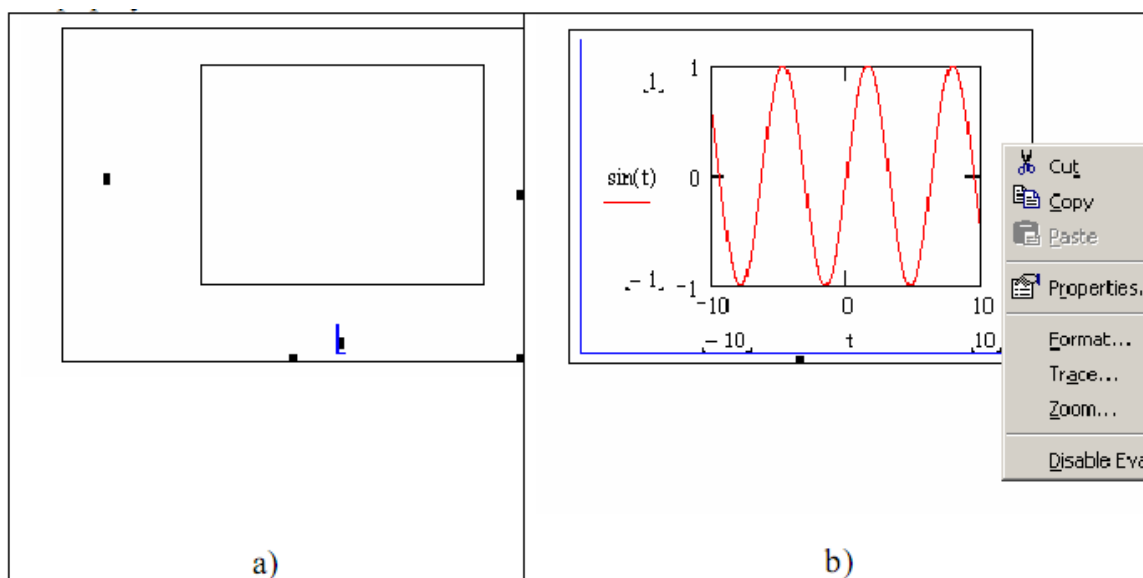 1
1
sin(t)
0
-1
-1
-10
0
10
-10
t
10
Cut
Copy
Paste
Properties.
Format...
Trace...
Zoom...
Disable Eva
a)
b)